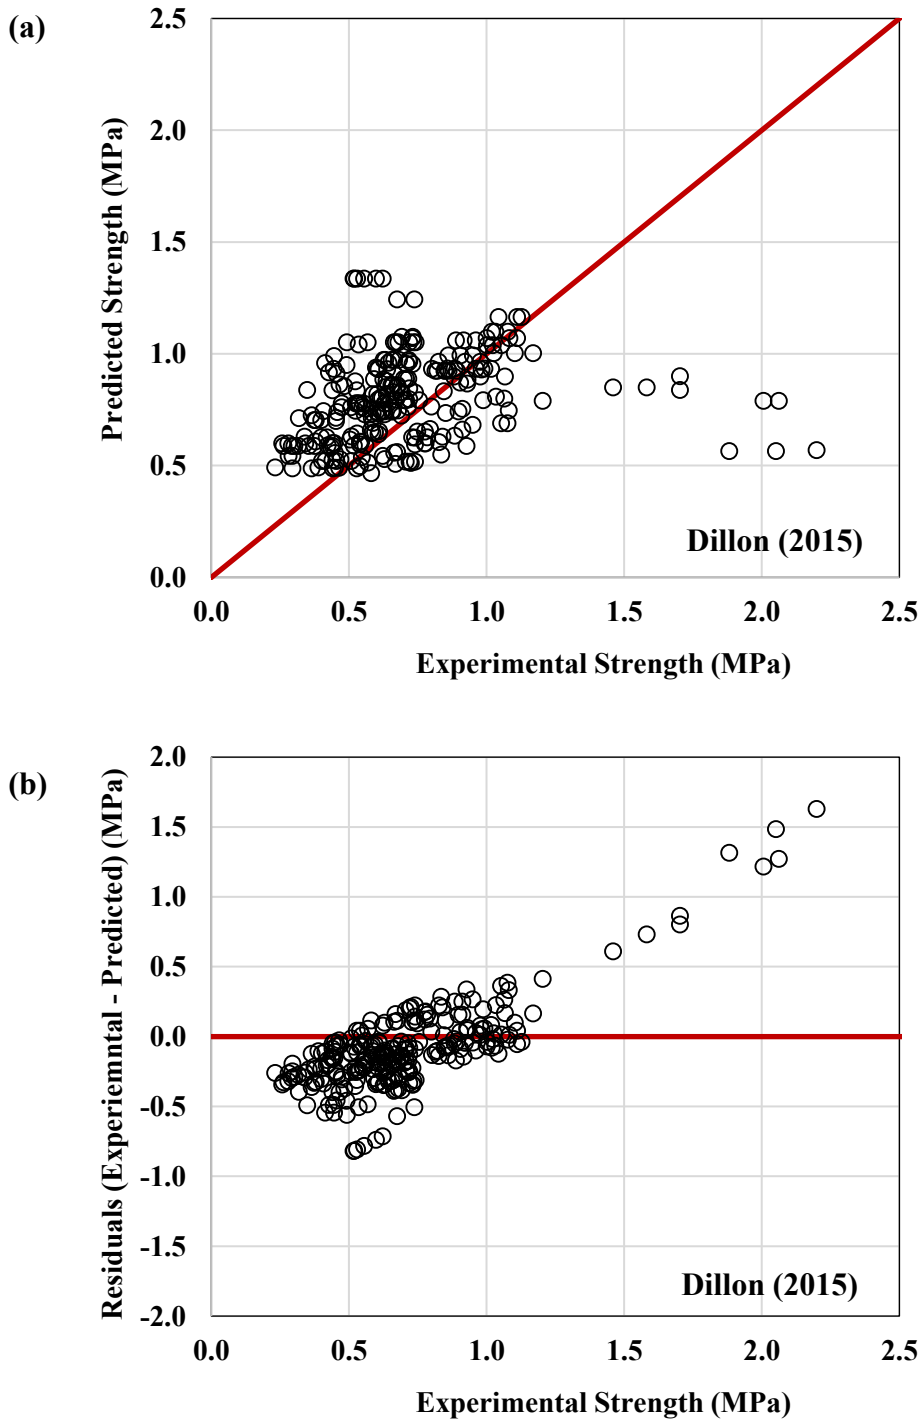 (a)
2.5
2.0
1.5
1.0
0.5
0.0
Predicted Strength (MPa)
Dillon (2015)
0.0 0.5 1.0 1.5 2.0 2.5
Experimental Strength (MPa)
(b)
2.0
1.5
1.0
0.5
0.0
-0.5
-1.0
-1.5
-2.0
Residuals (Experiemntal - Predicted) (MPa)
Dillon (2015)
0.0 0.5 1.0 1.5 2.0 2.5
Experimental Strength (MPa)